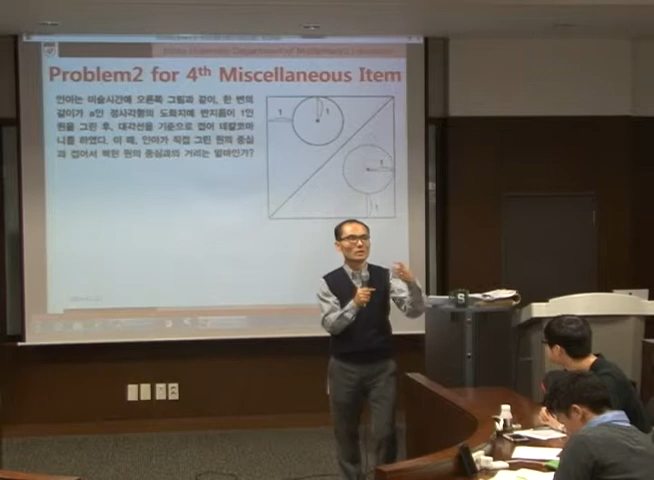 Problem2 for 4th Miscellaneous Item
인아는 미술시간에 오른쪽 그림과 같이, 한 변의
길이가 a인 정사각형의 도화지에 반지름이 1인
원을 그린 후, 대각선을 기준으로 접어 데칼코마
니를 하였다. 이 때, 인아가 직접 그린 원의 중심
과 접어서 찍힌 원의 중심과의 거리는 얼마인가?
1
1
1
1
S